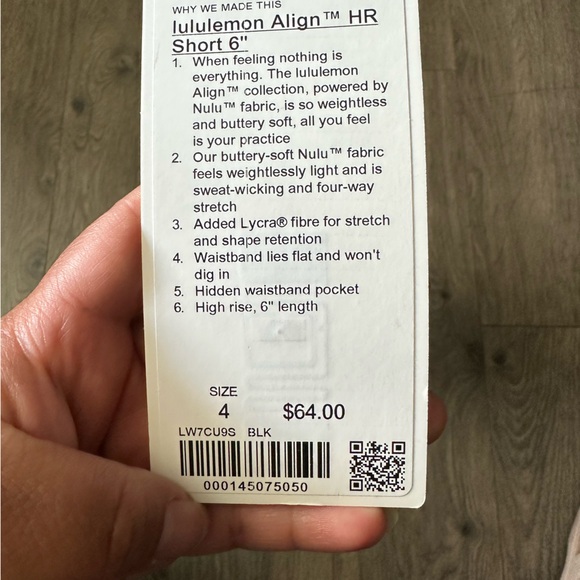 WHY WE MADE THIS
lululemon Align™ HR
Short 6"
1. When feeling nothing is
everything. The lululemon
Align™ collection, powered by
Nulu™ fabric, is so weightless
and buttery soft, all you feel
is your practice
2. Our buttery-soft Nulu™ fabric
feels weightlessly light and is
sweat-wicking and four-way
stretch
3. Added Lycra® fibre for stretch
and shape retention
4. Waistband lies flat and won't
dig in
5. Hidden waistband pocket
6. High rise, 6" length
SIZE
4 $64.00
LW7CU9S BLK
000145075050